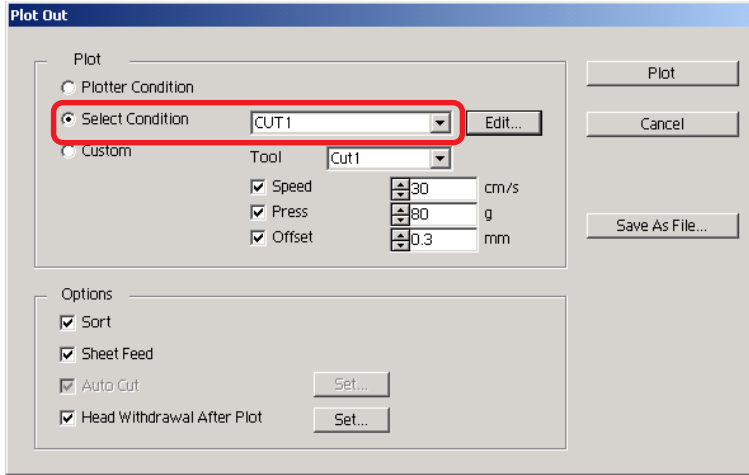 Plot Out
Plot
Plotter Condition
Select Condition CUT1 Edit...
Custom Tool Cut1
Speed 30 cm/s
Press 80 g
Offset 0.3 mm
Plot
Cancel
Save As File...
Options
Sort
Sheet Feed
Auto Cut Set...
Head Withdrawal After Plot Set...